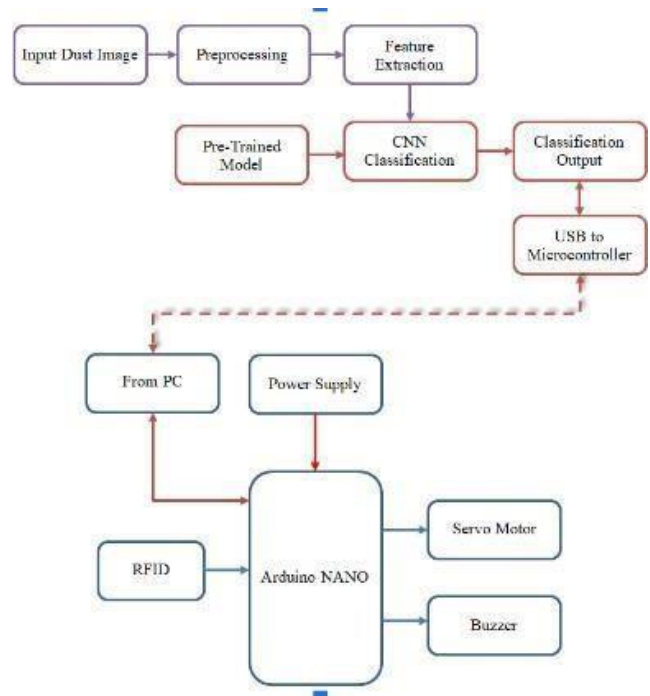 Input Dust Image
Preprocessing
Feature
Extraction
Pre-Trained
Model
CNN
Classification
Classification
Output
USB to
Microcontroller
From PC
Power Supply
RFID
Arduino NANO
Servo Motor
Buzzer